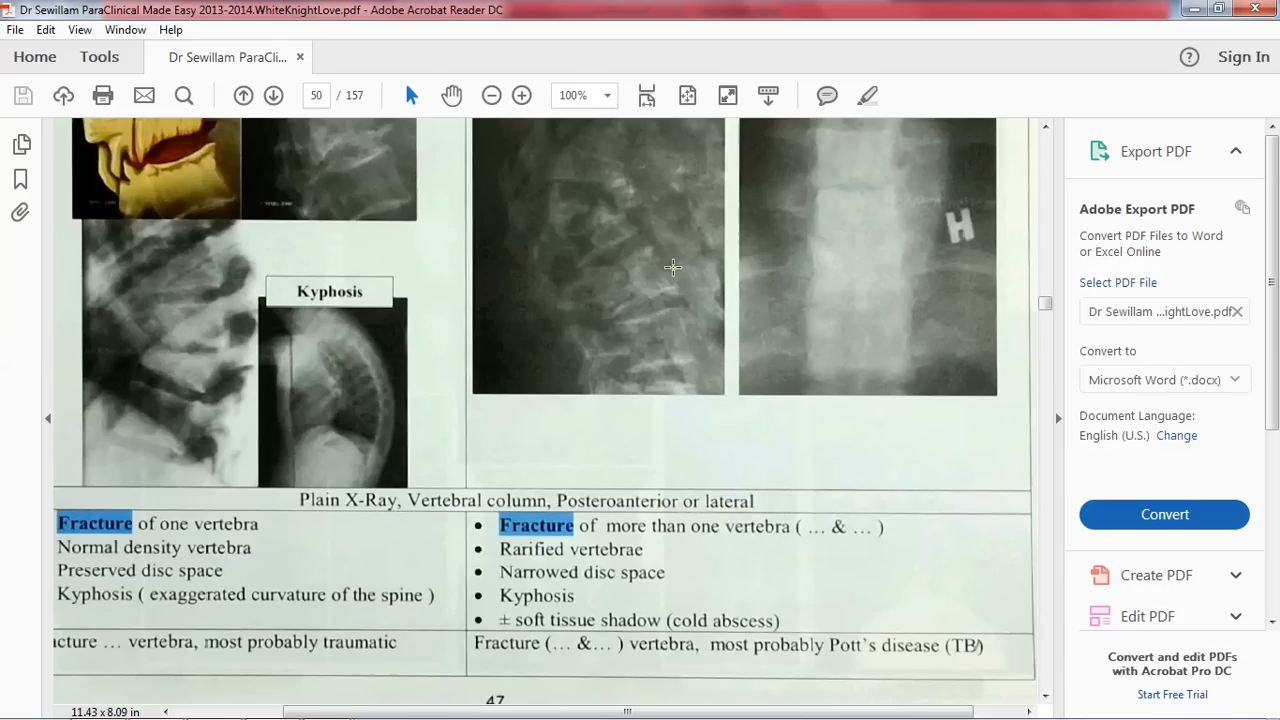 Dr Sewillam ParaClinical Made Easy 2013-2014.WhiteKnightLove.pdf - Adobe Acrobat Reader DC
File Edit View Window Help
Home Tools Dr Sewillam ParaCli... × Sign In
50 / 157 100%
Export PDF
Adobe Export PDF
Convert PDF Files to Word
or Excel Online
Select PDF File
Dr Sewillam ...ightLove.pdf
Convert to
Microsoft Word (*.docx)
Document Language:
English (U.S.) Change
Convert
Create PDF
Edit PDF
Convert and edit PDFs
with Acrobat Pro DC
Start Free Trial
H
Kyphosis
Plain X-Ray, Vertebral column, Posteroanterior or lateral
Fracture of one vertebra
Normal density vertebra
Preserved disc space
Kyphosis ( exaggerated curvature of the spine )
acture ... vertebra, most probably traumatic
• Fracture of more than one vertebra ( ... & ... )
• Rarified vertebrae
• Narrowed disc space
• Kyphosis
• ± soft tissue shadow (cold abscess)
Fracture (... &... ) vertebra, most probably Pott's disease (TB)
47
11.43 x 8.09 in